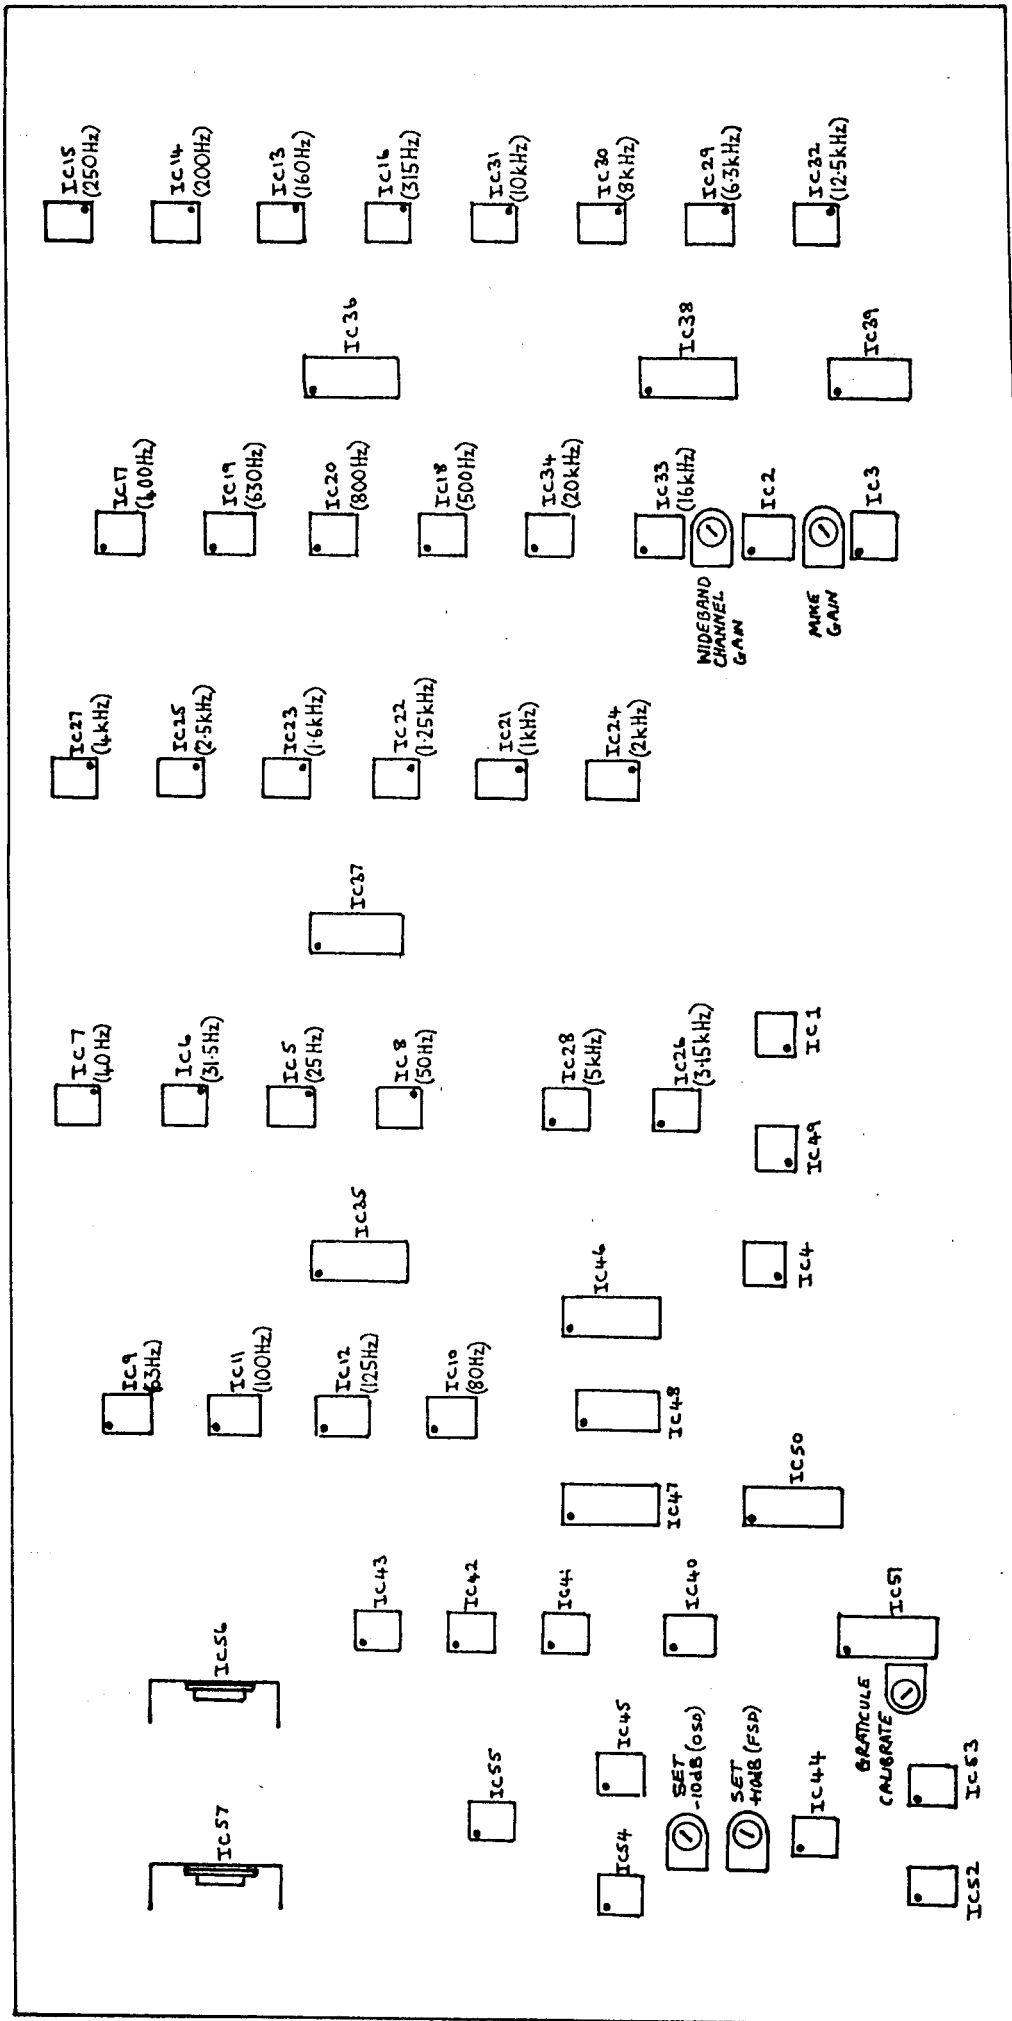 IC15
(250Hz)
IC14
(200Hz)
IC13
(160Hz)
IC16
(315Hz)
IC31
(10kHz)
IC30
(8kHz)
IC29
(6.3kHz)
IC32
(12.5kHz)
IC36
IC38
IC39
IC17
(400Hz)
IC19
(630Hz)
IC20
(800Hz)
IC18
(500Hz)
IC34
(20kHz)
IC33
(16kHz)
IC2
IC3
WIDEBAND
CHANNEL
GAIN
MIKE
GAIN
IC27
(4kHz)
IC25
(2.5kHz)
IC23
(1.6kHz)
IC22
(1.25kHz)
IC21
(1kHz)
IC24
(2kHz)
IC37
IC7
(40Hz)
IC6
(31.5Hz)
IC5
(25Hz)
IC8
(50Hz)
IC28
(5kHz)
IC26
(3.15kHz)
IC1
IC49
IC4
IC35
IC46
IC9
(63Hz)
IC11
(100Hz)
IC12
(125Hz)
IC10
(80Hz)
IC48
IC47
IC50
IC43
IC42
IC41
IC40
IC51
IC56
IC57
IC55
IC45
IC54
SET
-10dB (OSD)
SET
+10dB (FSD)
IC44
GRATICULE
CALIBRATE
IC53
IC52